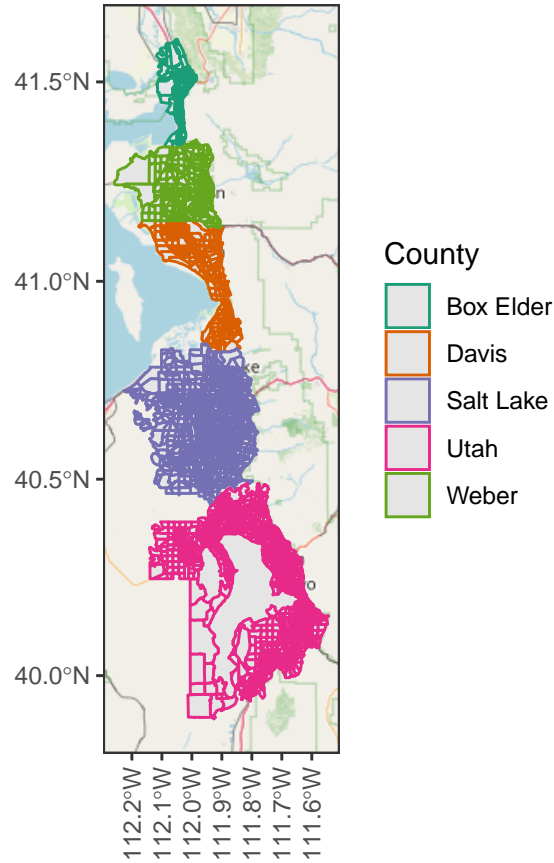 41.5°N
41.0°N
40.5°N
40.0°N
112.2°W
112.1°W
112.0°W
111.9°W
111.8°W
111.7°W
111.6°W
County
Box Elder
Davis
Salt Lake
Utah
Weber